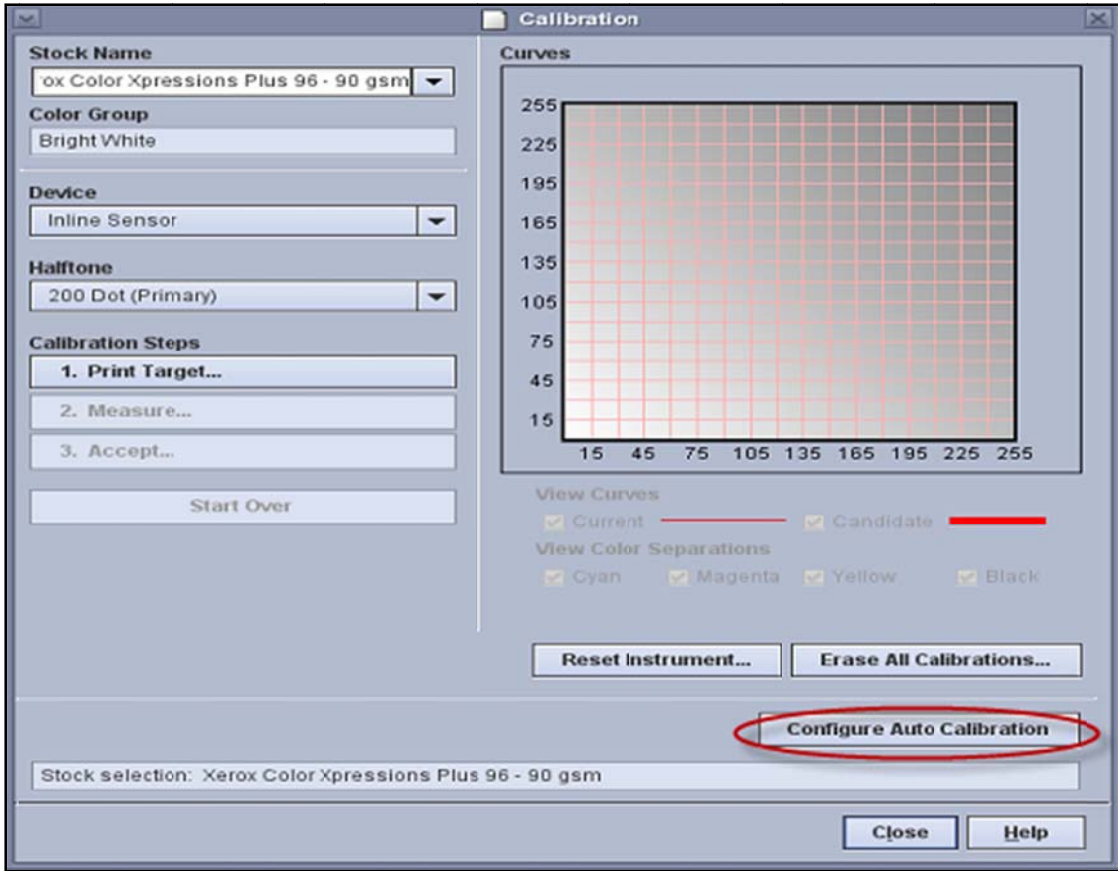 Calibration
Stock Name
ox Color Xpressions Plus 96 - 90 gsm
Color Group
Bright White
Device
Inline Sensor
Halftone
200 Dot (Primary)
Calibration Steps
1. Print Target...
2. Measure...
3. Accept...
Start Over
Curves
255
225
195
165
135
105
75
45
15
15 45 75 105 135 165 195 225 255
View Curves
Current Candidate
View Color Separations
Cyan Magenta Yellow Black
Reset Instrument... Erase All Calibrations...
Configure Auto Calibration
Stock selection: Xerox Color Xpressions Plus 96 - 90 gsm
Close Help